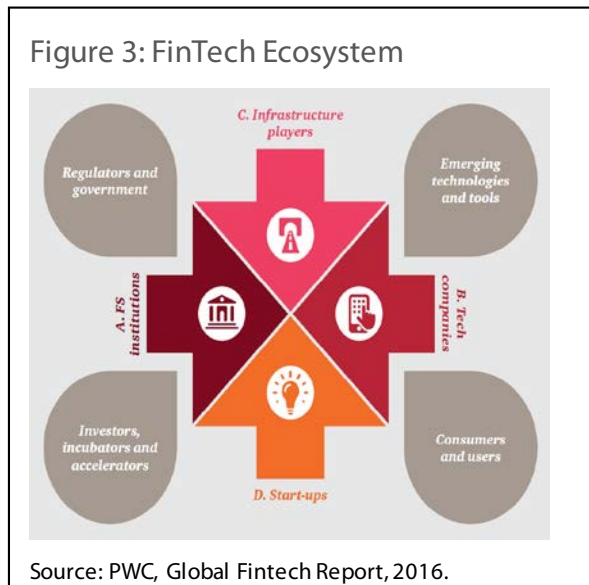 Figure 3: FinTech Ecosystem
C. Infrastructure
players
Regulators and
government
Emerging
technologies
and tools
A. FS
institutions
B. Tech
companies
Investors,
incubators and
accelerators
Consumers
and users
D. Start-ups
Source: PWC, Global Fintech Report, 2016.